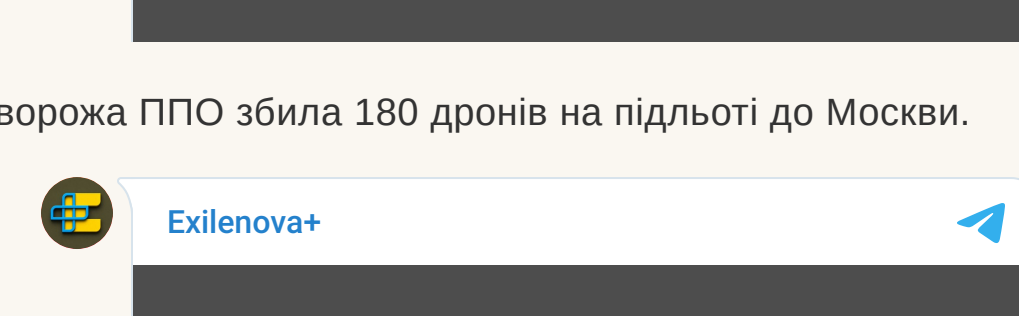 ворожа ППО збила 180 дронів на підльоті до Москви.
Exilenova+